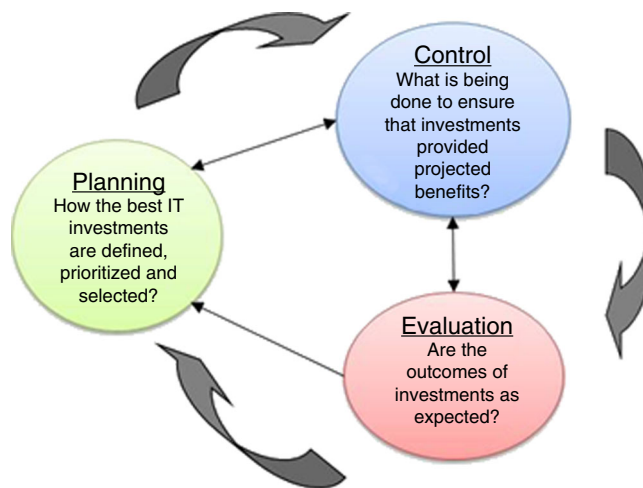 Planning
How the best IT
investments
are defined,
prioritized and
selected?
Control
What is being
done to ensure
that investments
provided
projected
benefits?
Evaluation
Are the
outcomes of
investments as
expected?